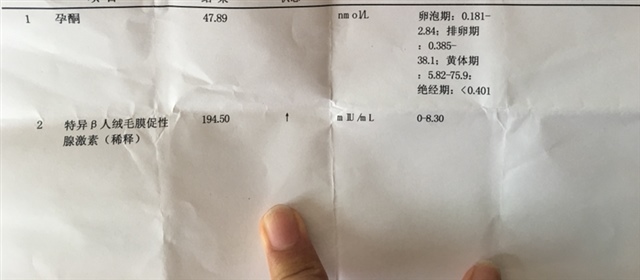 1 孕酮 47.89 nmol/L 卵泡期：0.181-
2.84；排卵期
：0.385-
38.1；黄体期
：5.82-75.9；
绝经期：<0.401
2 特异β人绒毛膜促性 194.50 ↑ mIU/mL 0-8.30
腺激素（稀释）